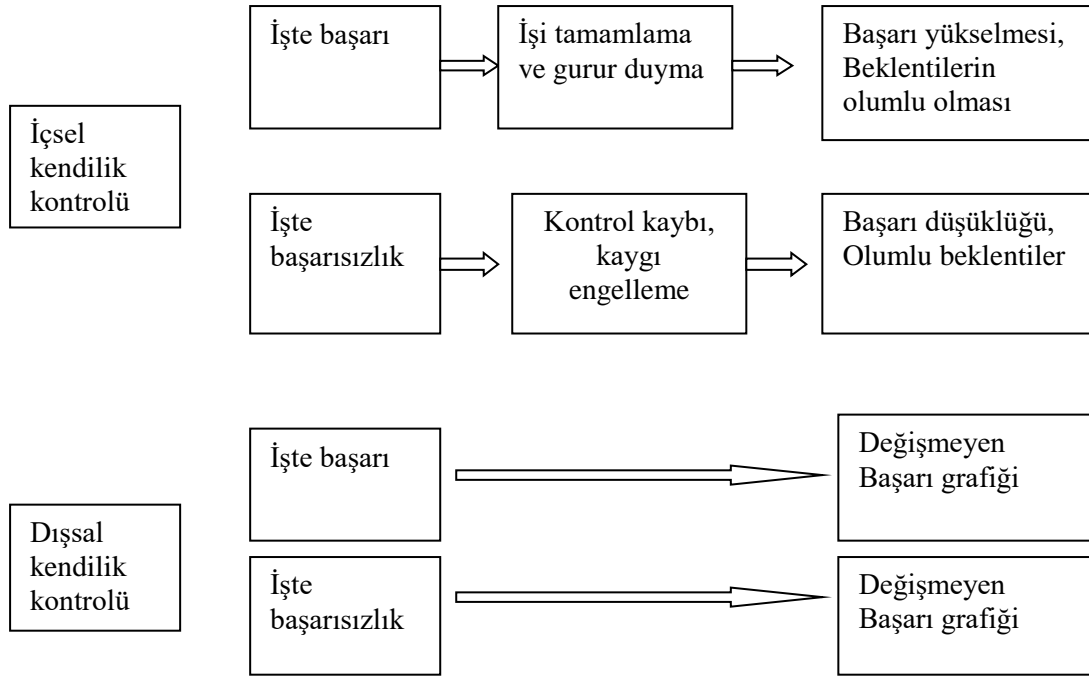 İşte başarı
İşi tamamlama
ve gurur duyma
Başarı yükselmesi,
Beklentilerin
olumlu olması
İçsel
kendilik
kontrolü
İşte
başarısızlık
Kontrol kaybı,
kaygı
engelleme
Başarı düşüklüğü,
Olumlu beklentiler
İşte başarı
Değişmeyen
Başarı grafiği
Dışsal
kendilik
kontrolü
İşte
başarısızlık
Değişmeyen
Başarı grafiği